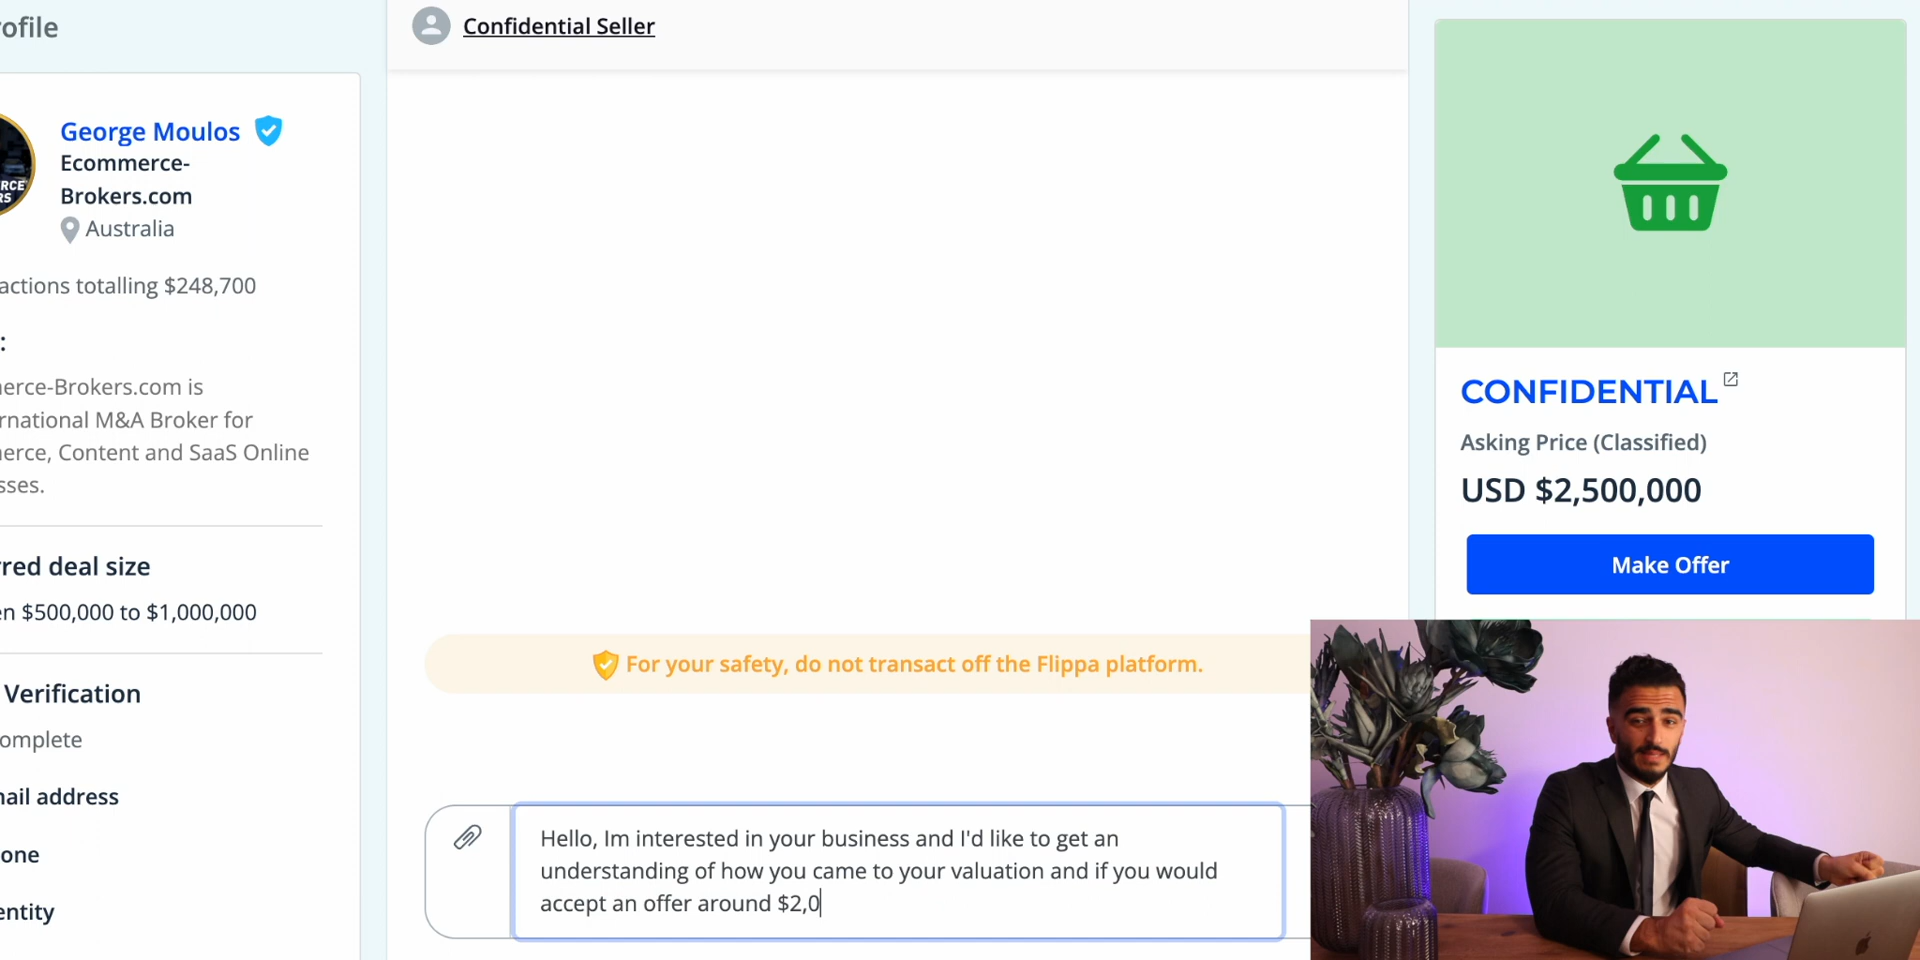 ofile
George Moulos
Ecommerce-
Brokers.com
Australia
actions totalling $248,700
:
erce-Brokers.com is
rnational M&A Broker for
erce, Content and SaaS Online
sses.
red deal size
n $500,000 to $1,000,000
Verification
omplete
ail address
one
entity
Confidential Seller
For your safety, do not transact off the Flippa platform.
Hello, Im interested in your business and I'd like to get an
understanding of how you came to your valuation and if you would
accept an offer around $2,0
CONFIDENTIAL
Asking Price (Classified)
USD $2,500,000
Make Offer